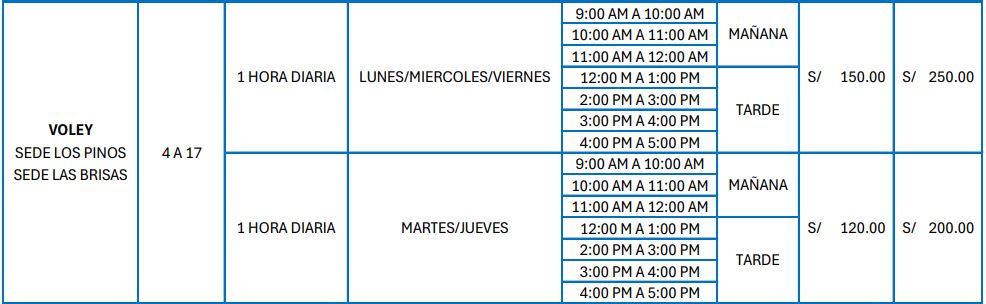 VOLEY
SEDE LOS PINOS
SEDE LAS BRISAS
4 A 17
1 HORA DIARIA
LUNES/MIERCOLES/VIERNES
9:00 AM A 10:00 AM
10:00 AM A 11:00 AM
11:00 AM A 12:00 AM
MAÑANA
12:00 M A 1:00 PM
2:00 PM A 3:00 PM
3:00 PM A 4:00 PM
4:00 PM A 5:00 PM
TARDE
S/ 150.00
S/ 250.00
1 HORA DIARIA
MARTES/JUEVES
9:00 AM A 10:00 AM
10:00 AM A 11:00 AM
11:00 AM A 12:00 AM
MAÑANA
12:00 M A 1:00 PM
2:00 PM A 3:00 PM
3:00 PM A 4:00 PM
4:00 PM A 5:00 PM
TARDE
S/ 120.00
S/ 200.00